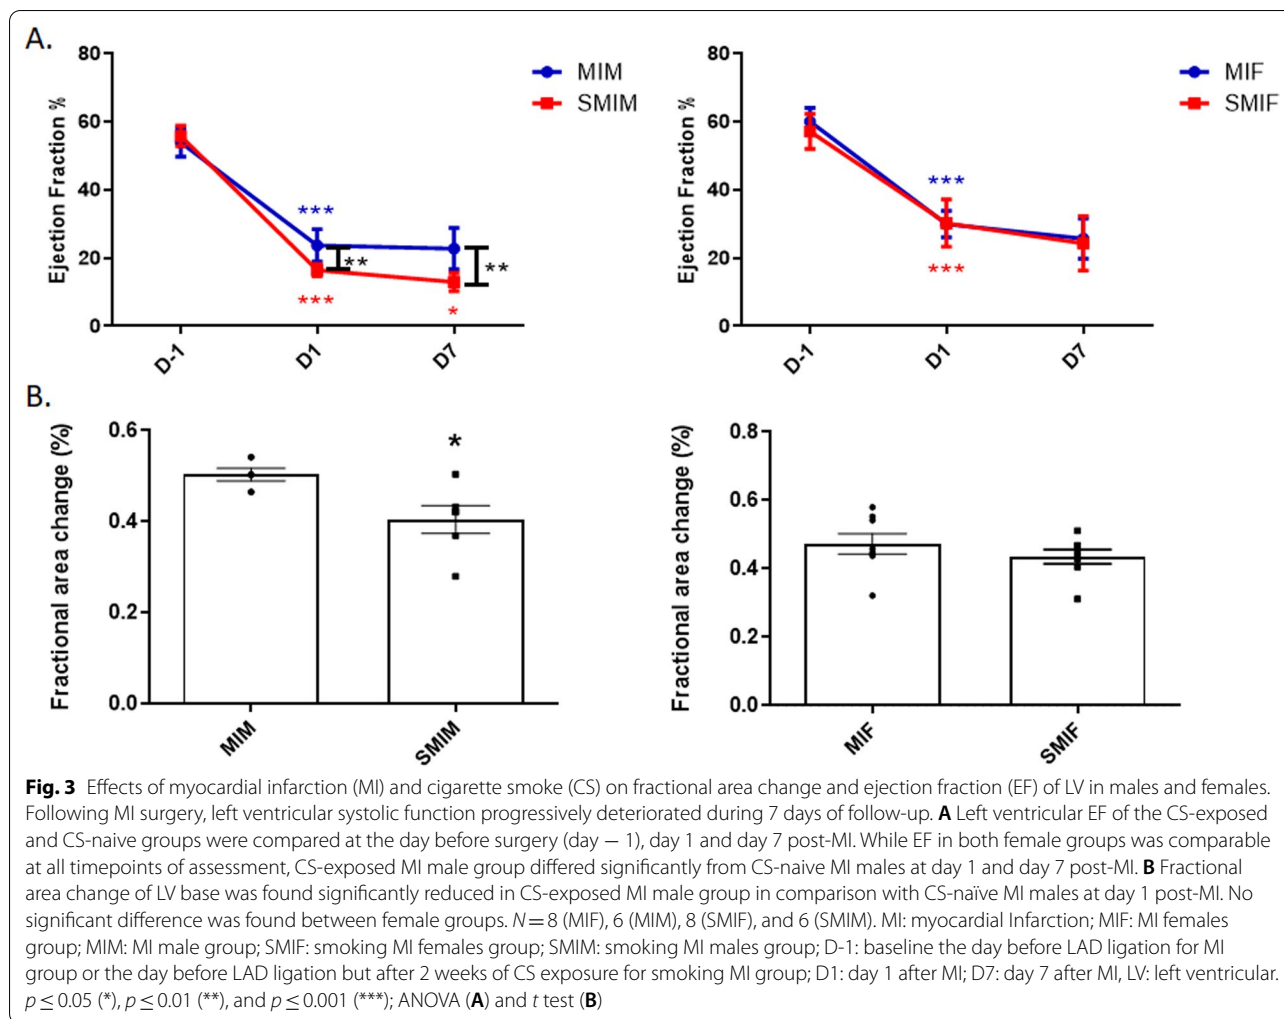 A.
80
60
40
20
0
Ejection Fraction %
MIM
SMIM
***
**
***
**
*
D-1
D1
D7
80
60
40
20
0
Ejection Fraction %
MIF
SMIF
***
***
D-1
D1
D7
B.
0.6
0.4
0.2
0.0
Fractional area change (%)
*
MIM
SMIM
0.8
0.6
0.4
0.2
0.0
Fractional area change (%)
MIF
SMIF
Fig. 3 Effects of myocardial infarction (MI) and cigarette smoke (CS) on fractional area change and ejection fraction (EF) of LV in males and females.
Following MI surgery, left ventricular systolic function progressively deteriorated during 7 days of follow-up. A Left ventricular EF of the CS-exposed
and CS-naive groups were compared at the day before surgery (day − 1), day 1 and day 7 post-MI. While EF in both female groups was comparable
at all timepoints of assessment, CS-exposed MI male group differed significantly from CS-naive MI males at day 1 and day 7 post-MI. B Fractional
area change of LV base was found significantly reduced in CS-exposed MI male group in comparison with CS-naïve MI males at day 1 post-MI. No
significant difference was found between female groups. N = 8 (MIF), 6 (MIM), 8 (SMIF), and 6 (SMIM). MI: myocardial Infarction; MIF: MI females
group; MIM: MI male group; SMIF: smoking MI females group; SMIM: smoking MI males group; D-1: baseline the day before LAD ligation for MI
group or the day before LAD ligation but after 2 weeks of CS exposure for smoking MI group; D1: day 1 after MI; D7: day 7 after MI, LV: left ventricular.
p ≤ 0.05 (*), p ≤ 0.01 (**), and p ≤ 0.001 (***); ANOVA (A) and t test (B)